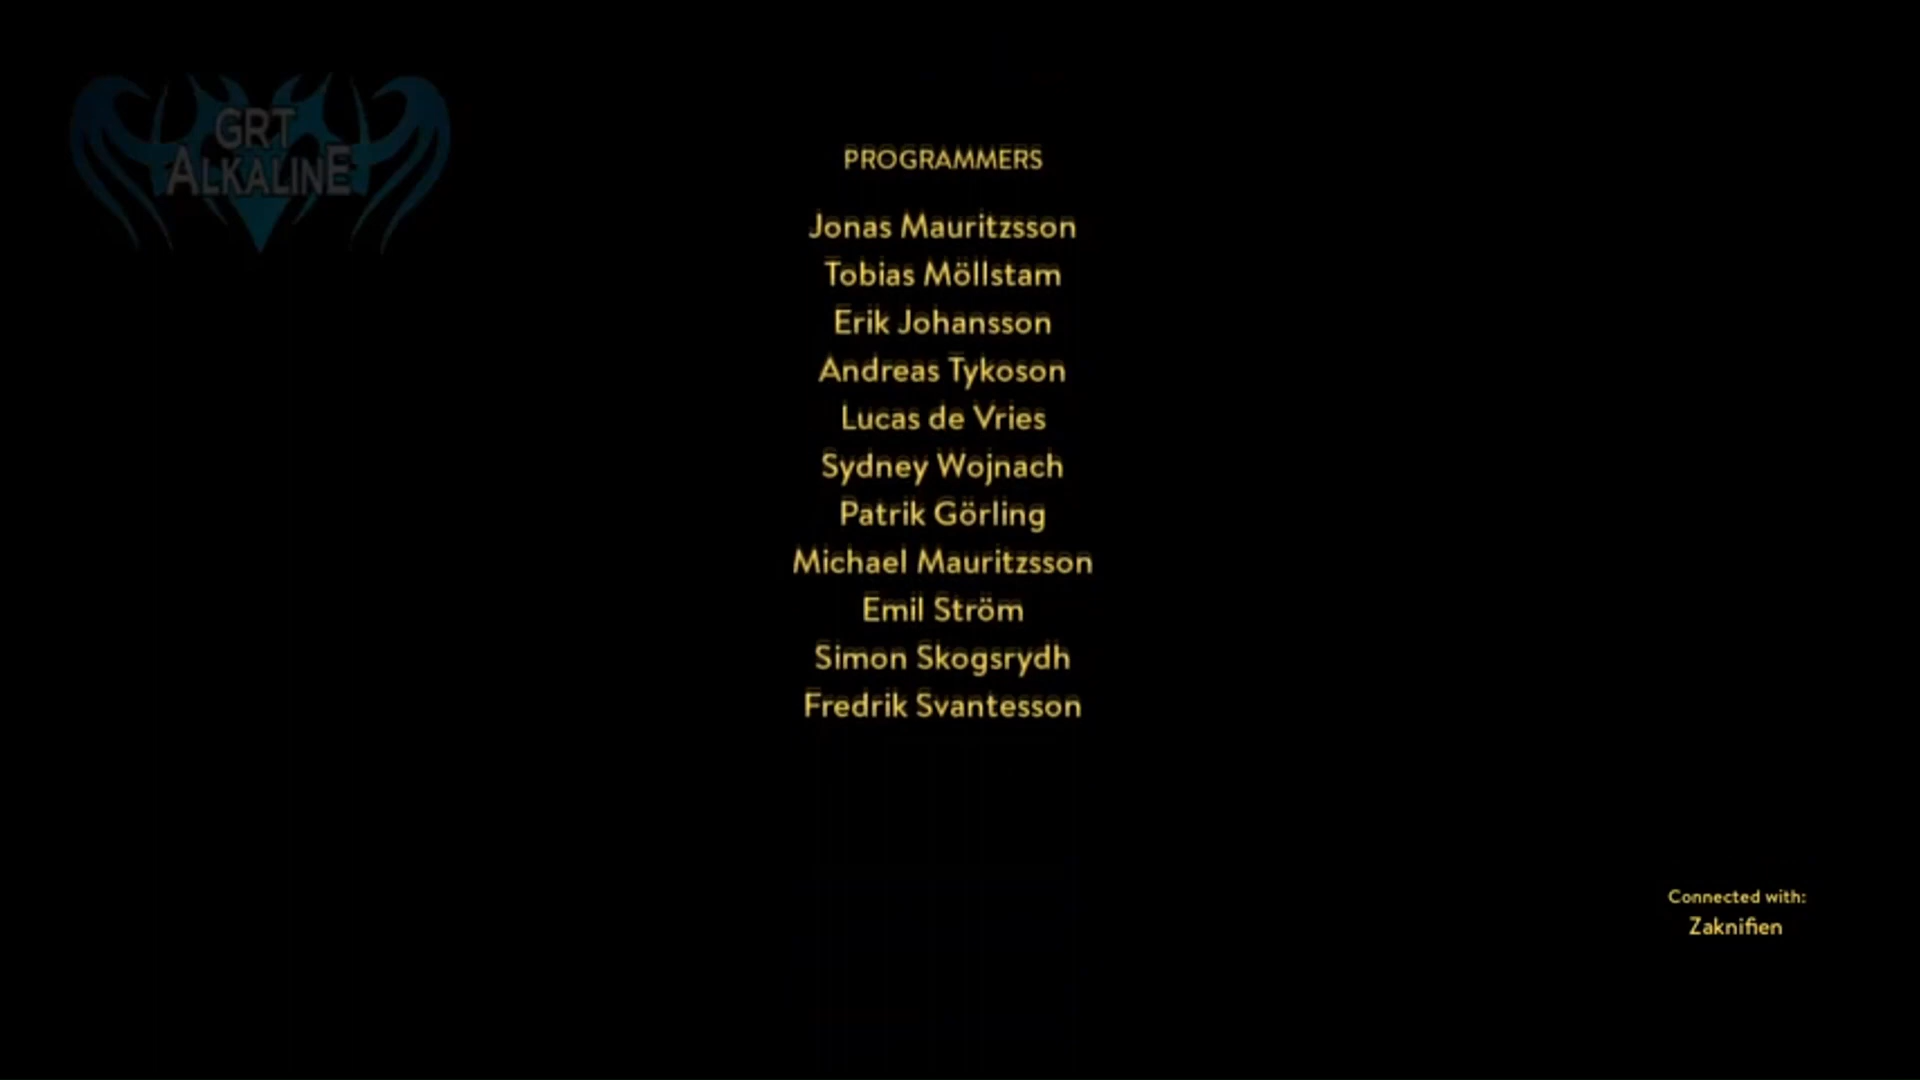 GRT
ALKALINE
PROGRAMMERS
Jonas Mauritzsson
Tobias Möllstam
Erik Johansson
Andreas Tykoson
Lucas de Vries
Sydney Wojnach
Patrik Görling
Michael Mauritzsson
Emil Ström
Simon Skogsrydh
Fredrik Svantesson
Connected with:
Zaknifien